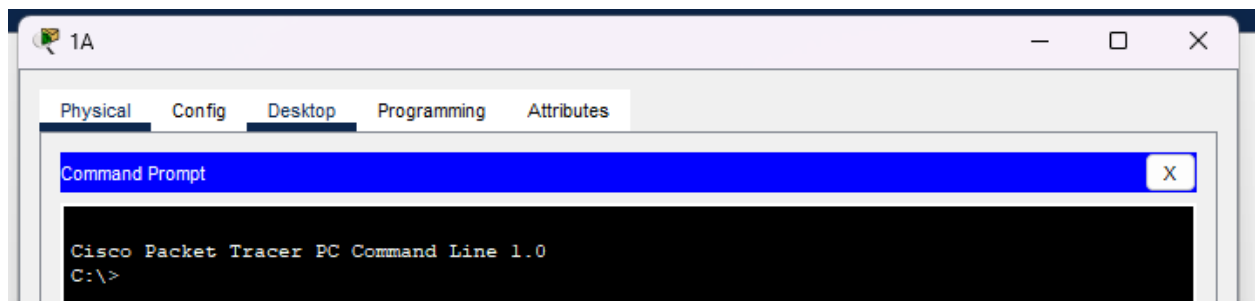 1A
Physical Config Desktop Programming Attributes
Command Prompt X
Cisco Packet Tracer PC Command Line 1.0
C:\>